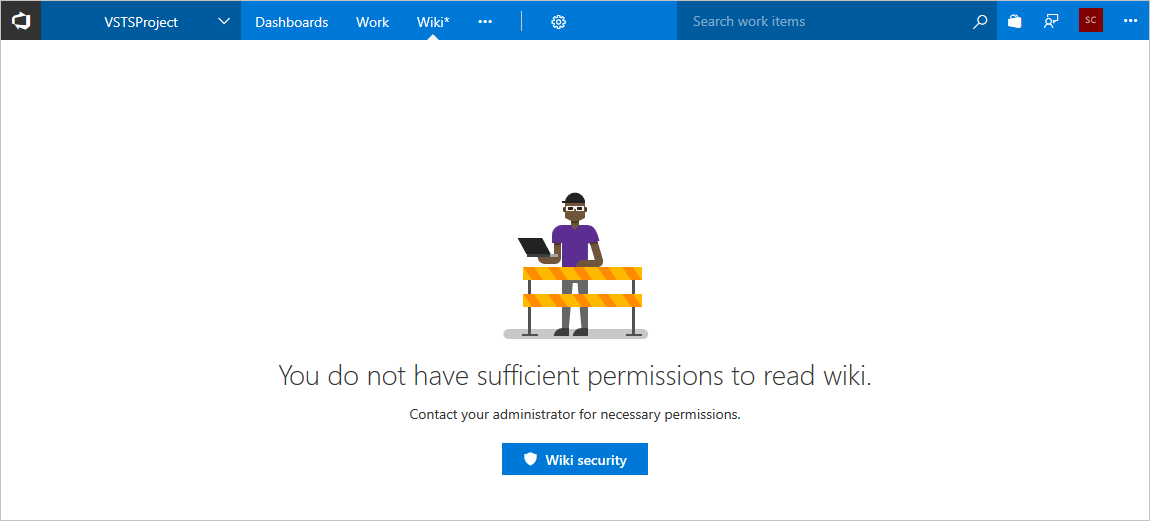 VSTSProject Dashboards Work Wiki* ··· Search work items SC ···
You do not have sufficient permissions to read wiki.
Contact your administrator for necessary permissions.
Wiki security